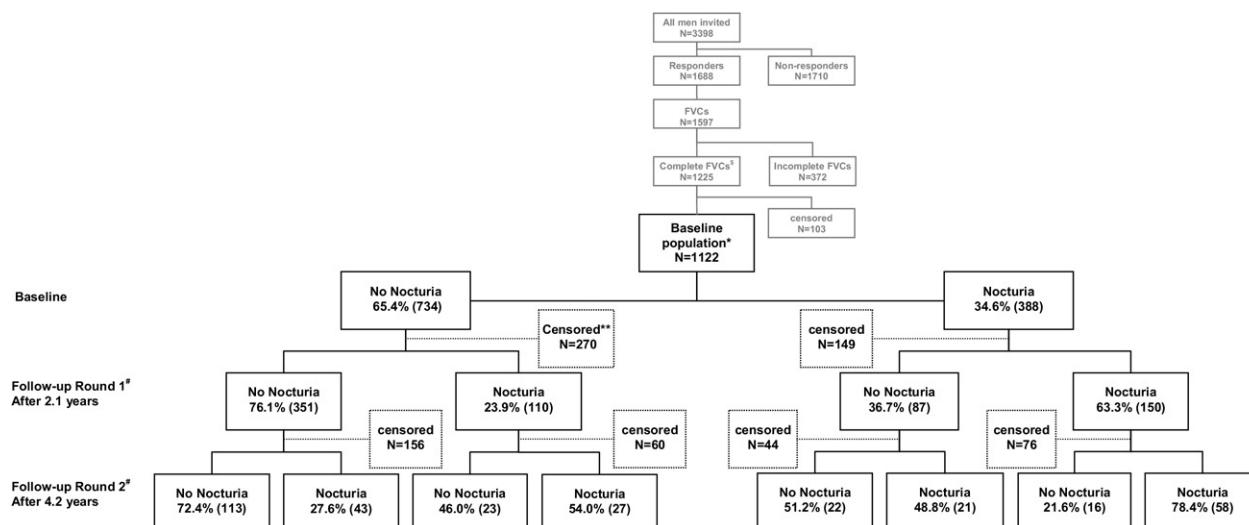 All men invited
N=3398
Responders
N=1688
Non-responders
N=1710
FVCs
N=1597
Complete FVCs$
N=1225
Incomplete FVCs
N=372
censored
N=103
Baseline
population*
N=1122
Baseline
No Nocturia
65.4% (734)
Nocturia
34.6% (388)
Censored**
N=270
censored
N=149
Follow-up Round 1#
After 2.1 years
No Nocturia
76.1% (351)
Nocturia
23.9% (110)
No Nocturia
36.7% (87)
Nocturia
63.3% (150)
censored
N=156
censored
N=60
censored
N=44
censored
N=76
Follow-up Round 2#
After 4.2 years
No Nocturia
72.4% (113)
Nocturia
27.6% (43)
No Nocturia
46.0% (23)
Nocturia
54.0% (27)
No Nocturia
51.2% (22)
Nocturia
48.8% (21)
No Nocturia
21.6% (16)
Nocturia
78.4% (58)